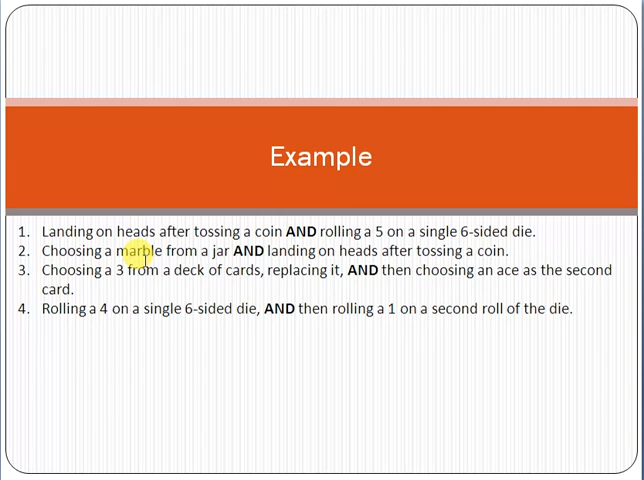 Example
1. Landing on heads after tossing a coin AND rolling a 5 on a single 6-sided die.
2. Choosing a marble from a jar AND landing on heads after tossing a coin.
3. Choosing a 3 from a deck of cards, replacing it, AND then choosing an ace as the second
card.
4. Rolling a 4 on a single 6-sided die, AND then rolling a 1 on a second roll of the die.